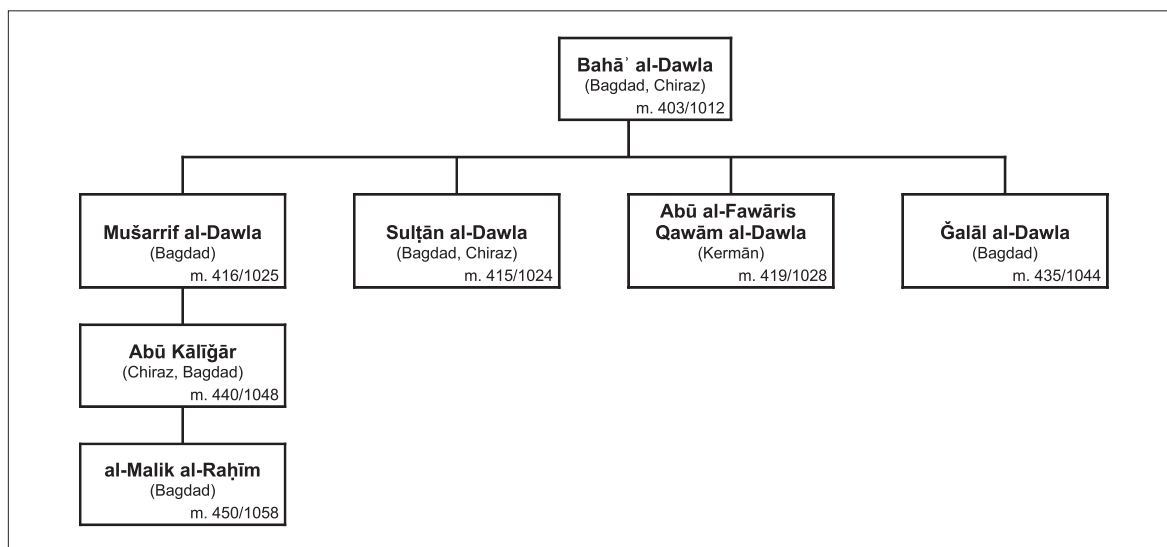 Bahāʾ al-Dawla
(Bagdad, Chiraz)
m. 403/1012
Mušarrif al-Dawla
(Bagdad)
m. 416/1025
Sulṭān al-Dawla
(Bagdad, Chiraz)
m. 415/1024
Abū al-Fawāris
Qawām al-Dawla
(Kermān)
m. 419/1028
Ǧalāl al-Dawla
(Bagdad)
m. 435/1044
Abū Kālīǧār
(Chiraz, Bagdad)
m. 440/1048
al-Malik al-Raḥīm
(Bagdad)
m. 450/1058